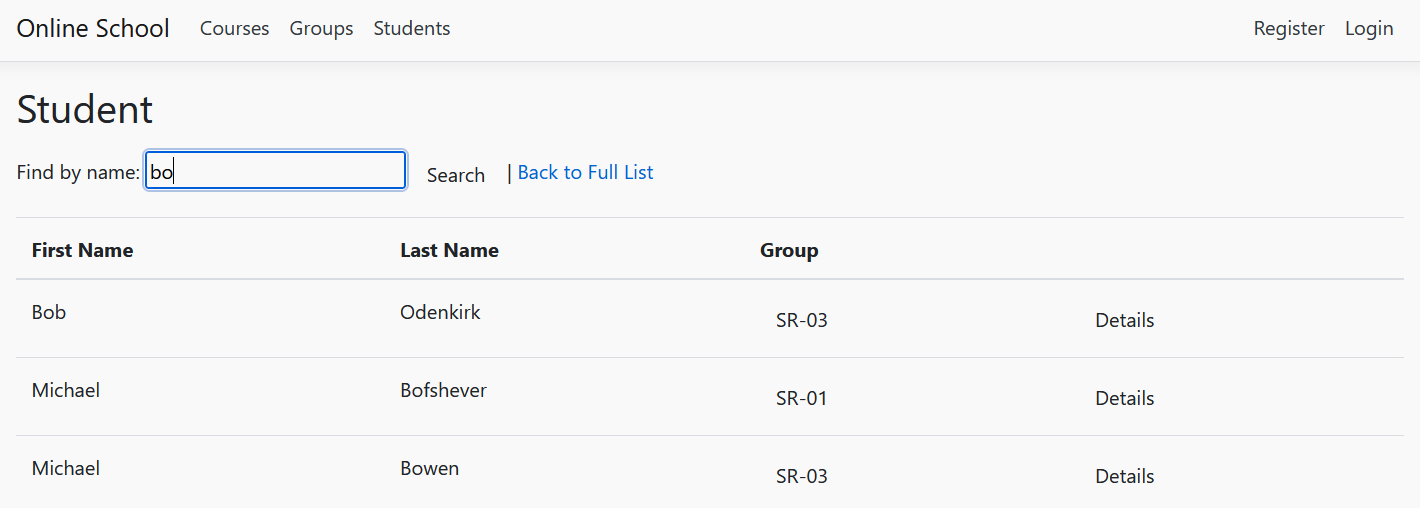 Online School Courses Groups Students Register Login
Student
Find by name: bo Search | Back to Full List
First Name Last Name Group
Bob Odenkirk SR-03 Details
Michael Bofshever SR-01 Details
Michael Bowen SR-03 Details